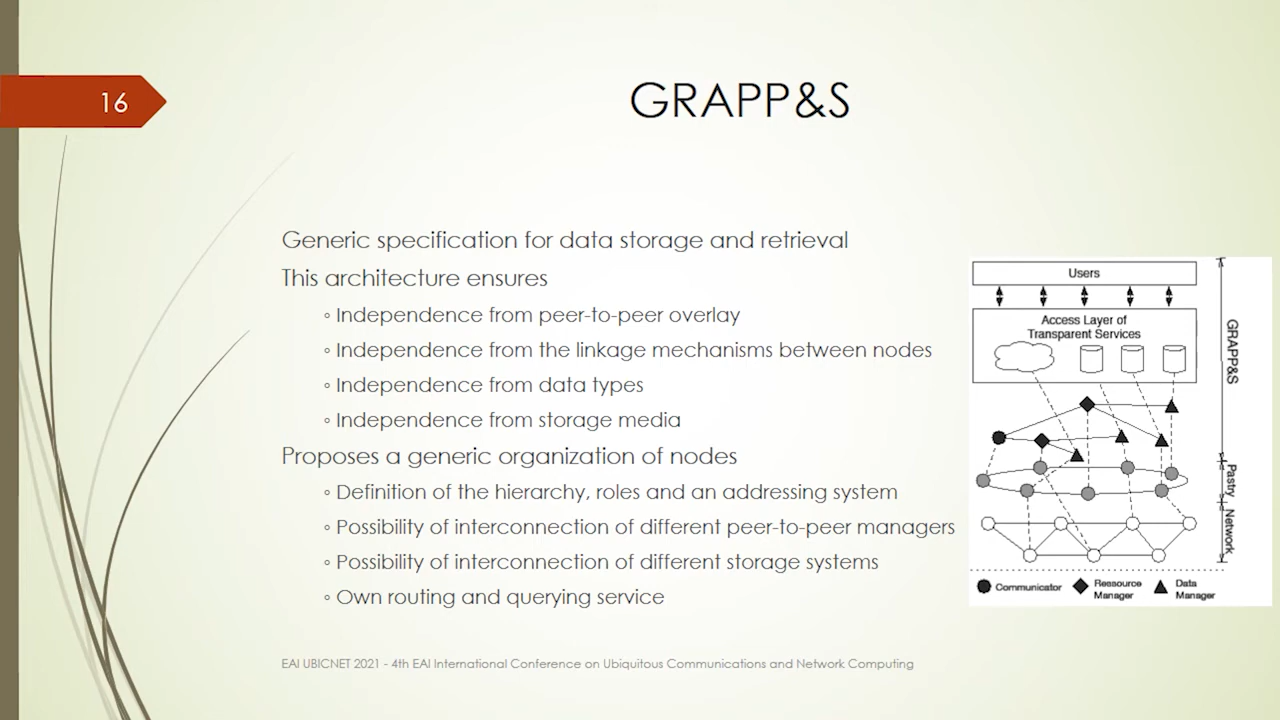 16
GRAPP&S
Generic specification for data storage and retrieval
This architecture ensures
◦ Independence from peer-to-peer overlay
◦ Independence from the linkage mechanisms between nodes
◦ Independence from data types
◦ Independence from storage media
Proposes a generic organization of nodes
◦ Definition of the hierarchy, roles and an addressing system
◦ Possibility of interconnection of different peer-to-peer managers
◦ Possibility of interconnection of different storage systems
◦ Own routing and querying service
Users
Access Layer of
Transparent Services
GRAPP&S
Pastry
Network
Communicator
Ressource
Manager
Data
Manager
EAI UBICNET 2021 - 4th EAI International Conference on Ubiquitous Communications and Network Computing